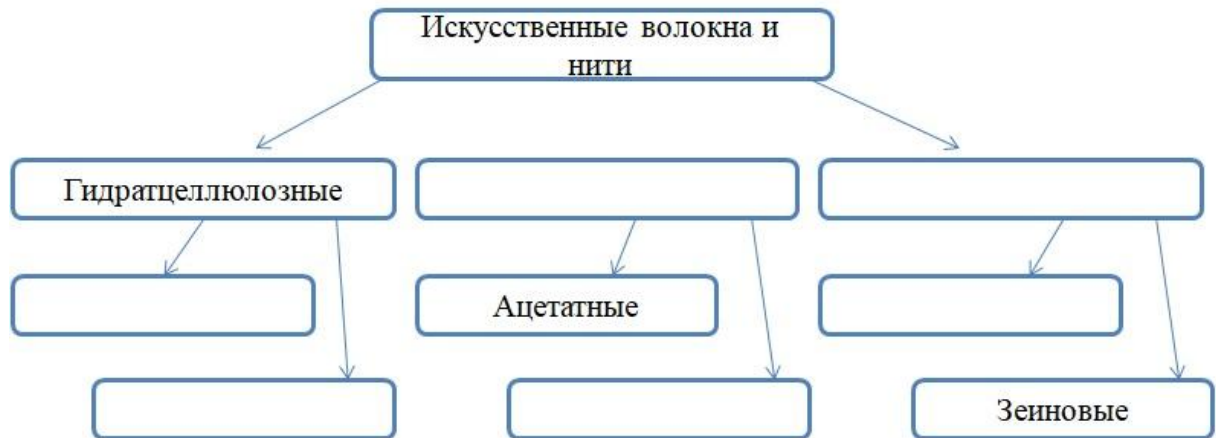 Искусственные волокна и
нити
Гидратцеллюлозные
Ацетатные
Зеиновые